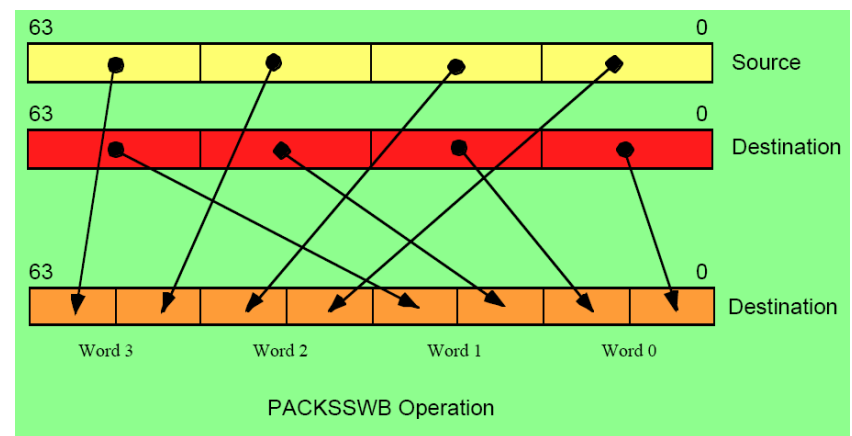 63 0
Source
63 0
Destination
63 0
Destination
Word 3 Word 2 Word 1 Word 0
PACKSSWB Operation